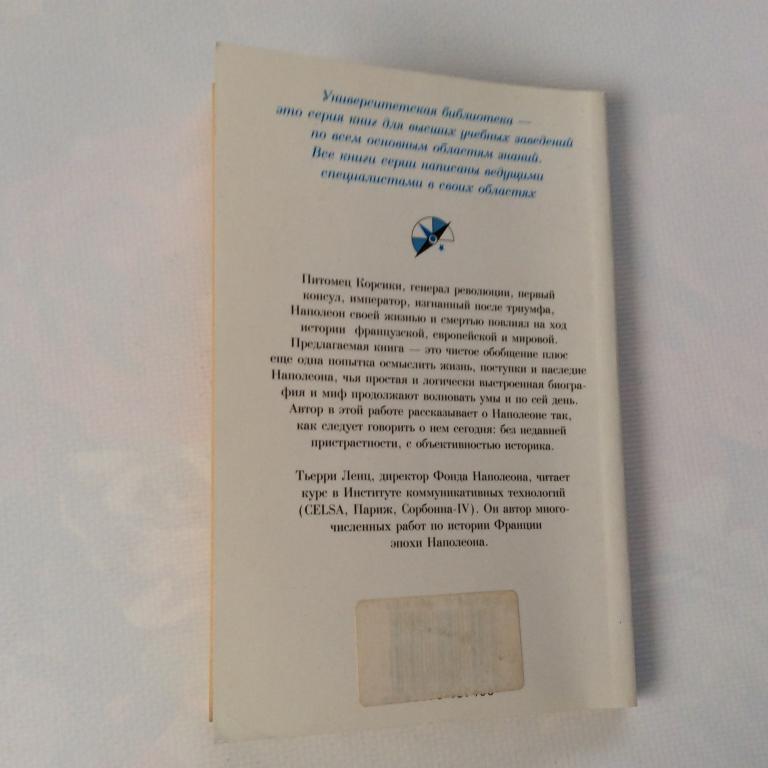 Университетская библиотека —
это серия книг для высших учебных заведений
по всем основным областям знаний.
Все книги серии написаны ведущими
специалистами в своих областях
Питомец Корсики, генерал революции, первый
консул, император, изгнанный после триумфа,
Наполеон своей жизнью и смертью повлиял на ход
истории французской, европейской и мировой.
Предлагаемая книга — это чистое обобщение плюс
еще одна попытка осмыслить жизнь, поступки и наследие
Наполеона, чья простая и логически выстроенная биогра-
фия и миф продолжают волновать умы и по сей день.
Автор в этой работе рассказывает о Наполеоне так,
как следует говорить о нем сегодня: без недавней
пристрастности, с объективностью историка.
Тьерри Ленц, директор Фонда Наполеона, читает
курс в Институте коммуникативных технологий
(CELSA, Париж, Сорбонна-IV). Он автор много-
численных работ по истории Франции
эпохи Наполеона.